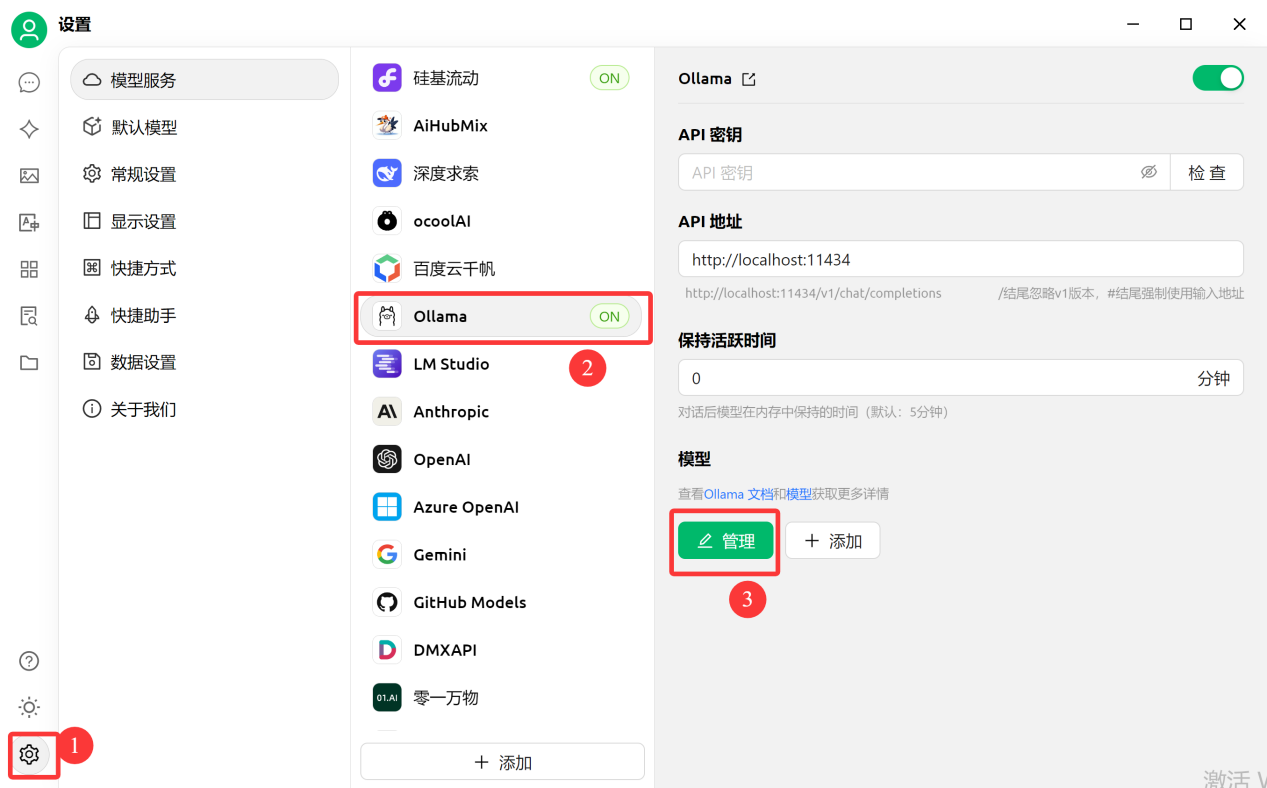 设置
模型服务
默认模型
常规设置
显示设置
快捷方式
快捷助手
数据设置
关于我们
1
硅基流动 ON
AiHubMix
深度求索
ocoolAI
百度云千帆
Ollama ON
2
LM Studio
Anthropic
OpenAI
Azure OpenAI
Gemini
GitHub Models
DMXAPI
01.AI 零一万物
添加
Ollama
API 密钥
API 密钥 检查
API 地址
http://localhost:11434
http://localhost:11434/v1/chat/completions /结尾忽略v1版本，#结尾强制使用输入地址
保持活跃时间
0 分钟
对话后模型在内存中保持的时间（默认：5分钟）
模型
查看Ollama 文档和模型获取更多详情
管理 添加
3
激活